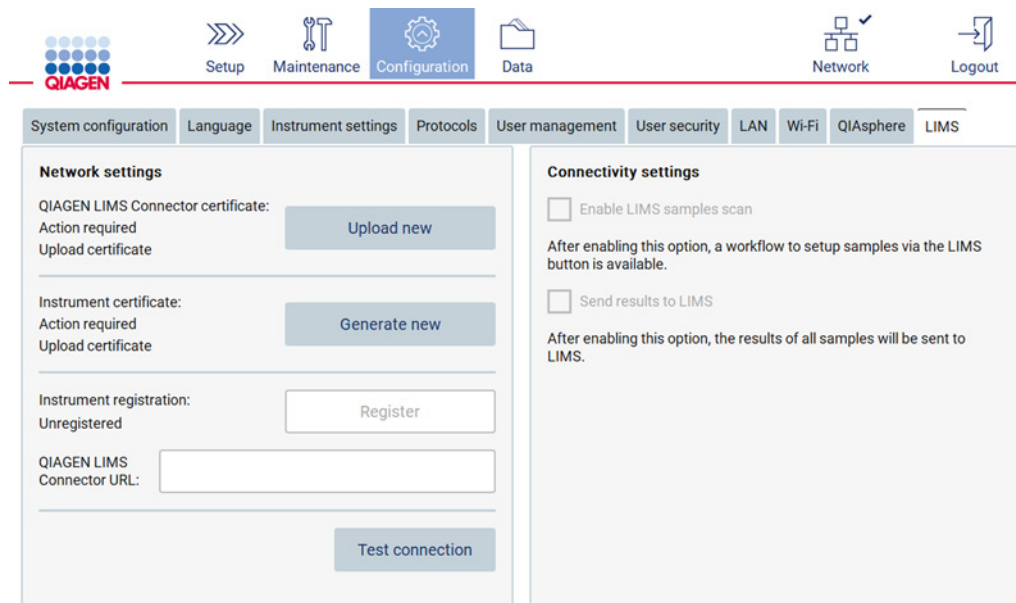 QIAGEN
Setup
Maintenance
Configuration
Data
Network
Logout
System configuration
Language
Instrument settings
Protocols
User management
User security
LAN
Wi-Fi
QIAsphere
LIMS
Network settings
QIAGEN LIMS Connector certificate:
Action required
Upload certificate
Upload new
Instrument certificate:
Action required
Upload certificate
Generate new
Instrument registration:
Unregistered
Register
QIAGEN LIMS
Connector URL:
Test connection
Connectivity settings
Enable LIMS samples scan
After enabling this option, a workflow to setup samples via the LIMS
button is available.
Send results to LIMS
After enabling this option, the results of all samples will be sent to
LIMS.